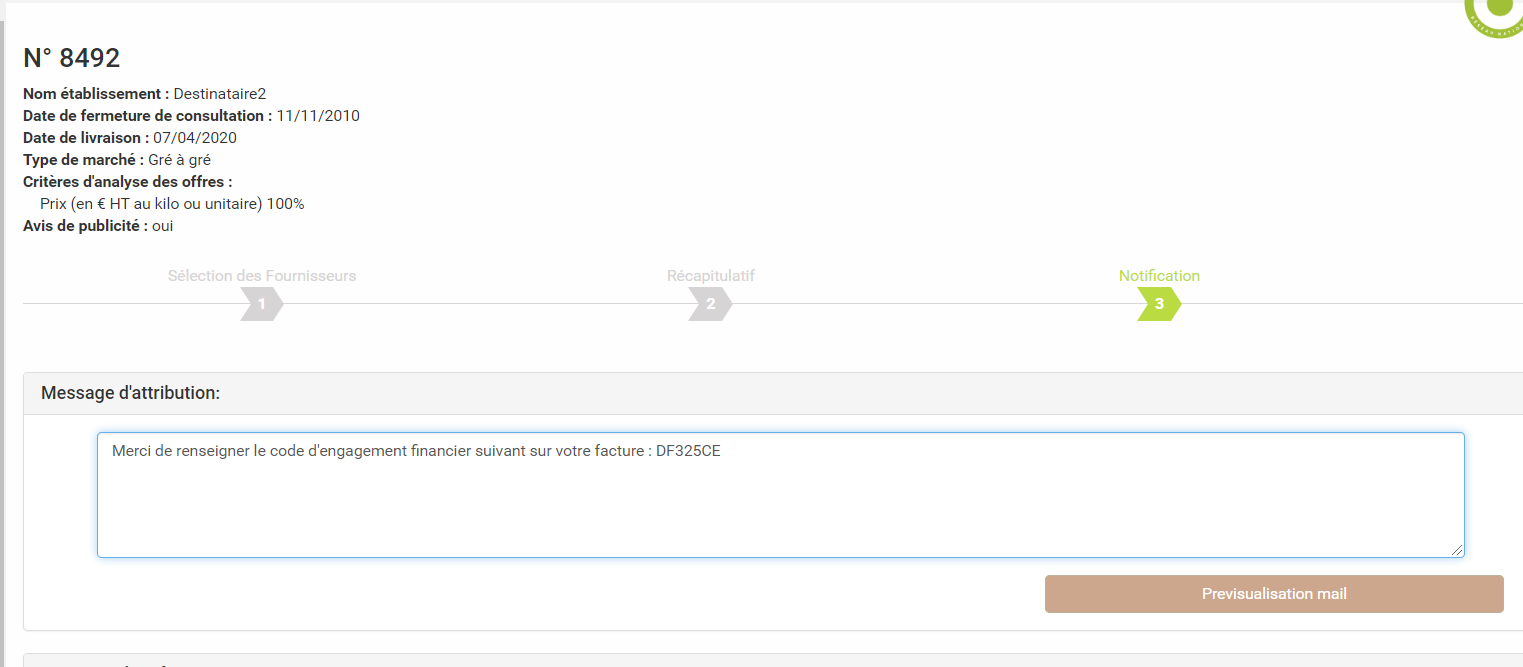 N° 8492
Nom établissement : Destinataire2
Date de fermeture de consultation : 11/11/2010
Date de livraison : 07/04/2020
Type de marché : Gré à gré
Critères d'analyse des offres :
Prix (en € HT au kilo ou unitaire) 100%
Avis de publicité : oui
Sélection des Fournisseurs
Récapitulatif
Notification
1
2
3
Message d'attribution:
Merci de renseigner le code d'engagement financier suivant sur votre facture : DF325CE
Previsualisation mail